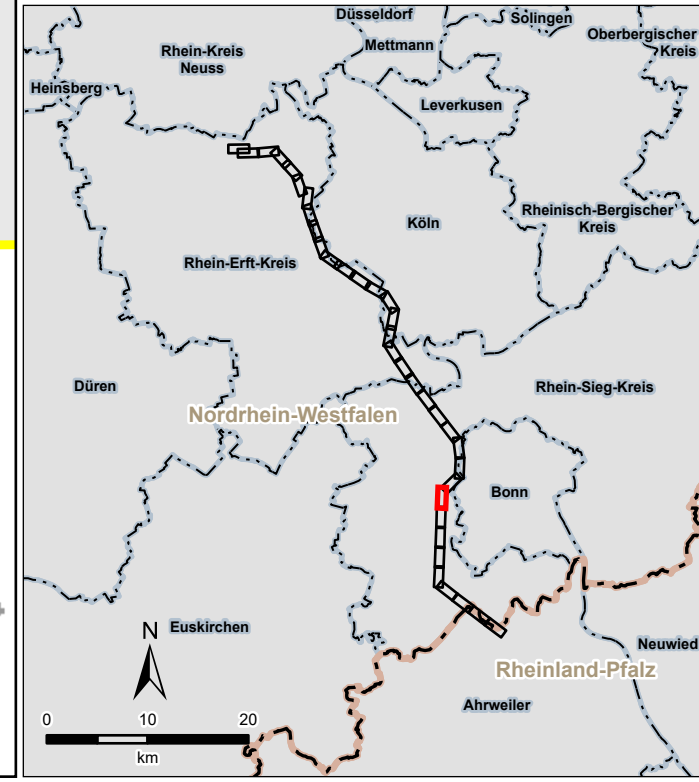 Düsseldorf
Solingen
Mettmann
Oberbergischer
Kreis
Rhein-Kreis
Neuss
Heinsberg
Leverkusen
Rheinisch-Bergischer
Kreis
Köln
Rhein-Erft-Kreis
Düren
Rhein-Sieg-Kreis
Nordrhein-Westfalen
Bonn
N
Euskirchen
Neuwied
Rheinland-Pfalz
Ahrweiler
0 10 20
km